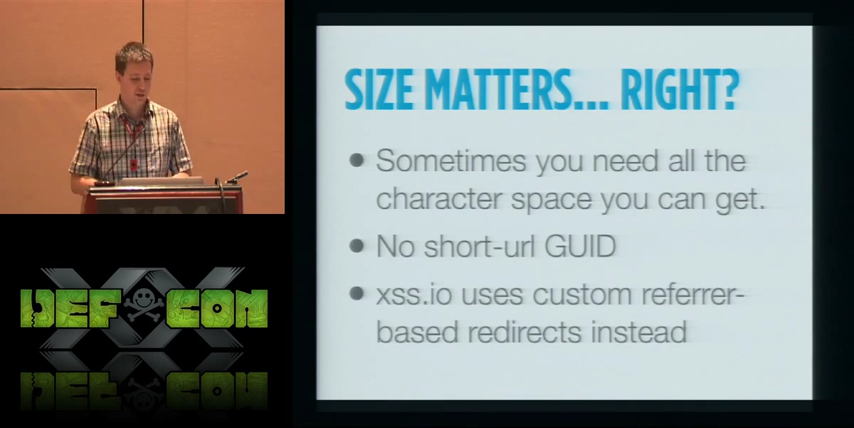 SIZE MATTERS... RIGHT?
• Sometimes you need all the
character space you can get.
• No short-url GUID
• xss.io uses custom referrer-
based redirects instead
XX
DEF CON